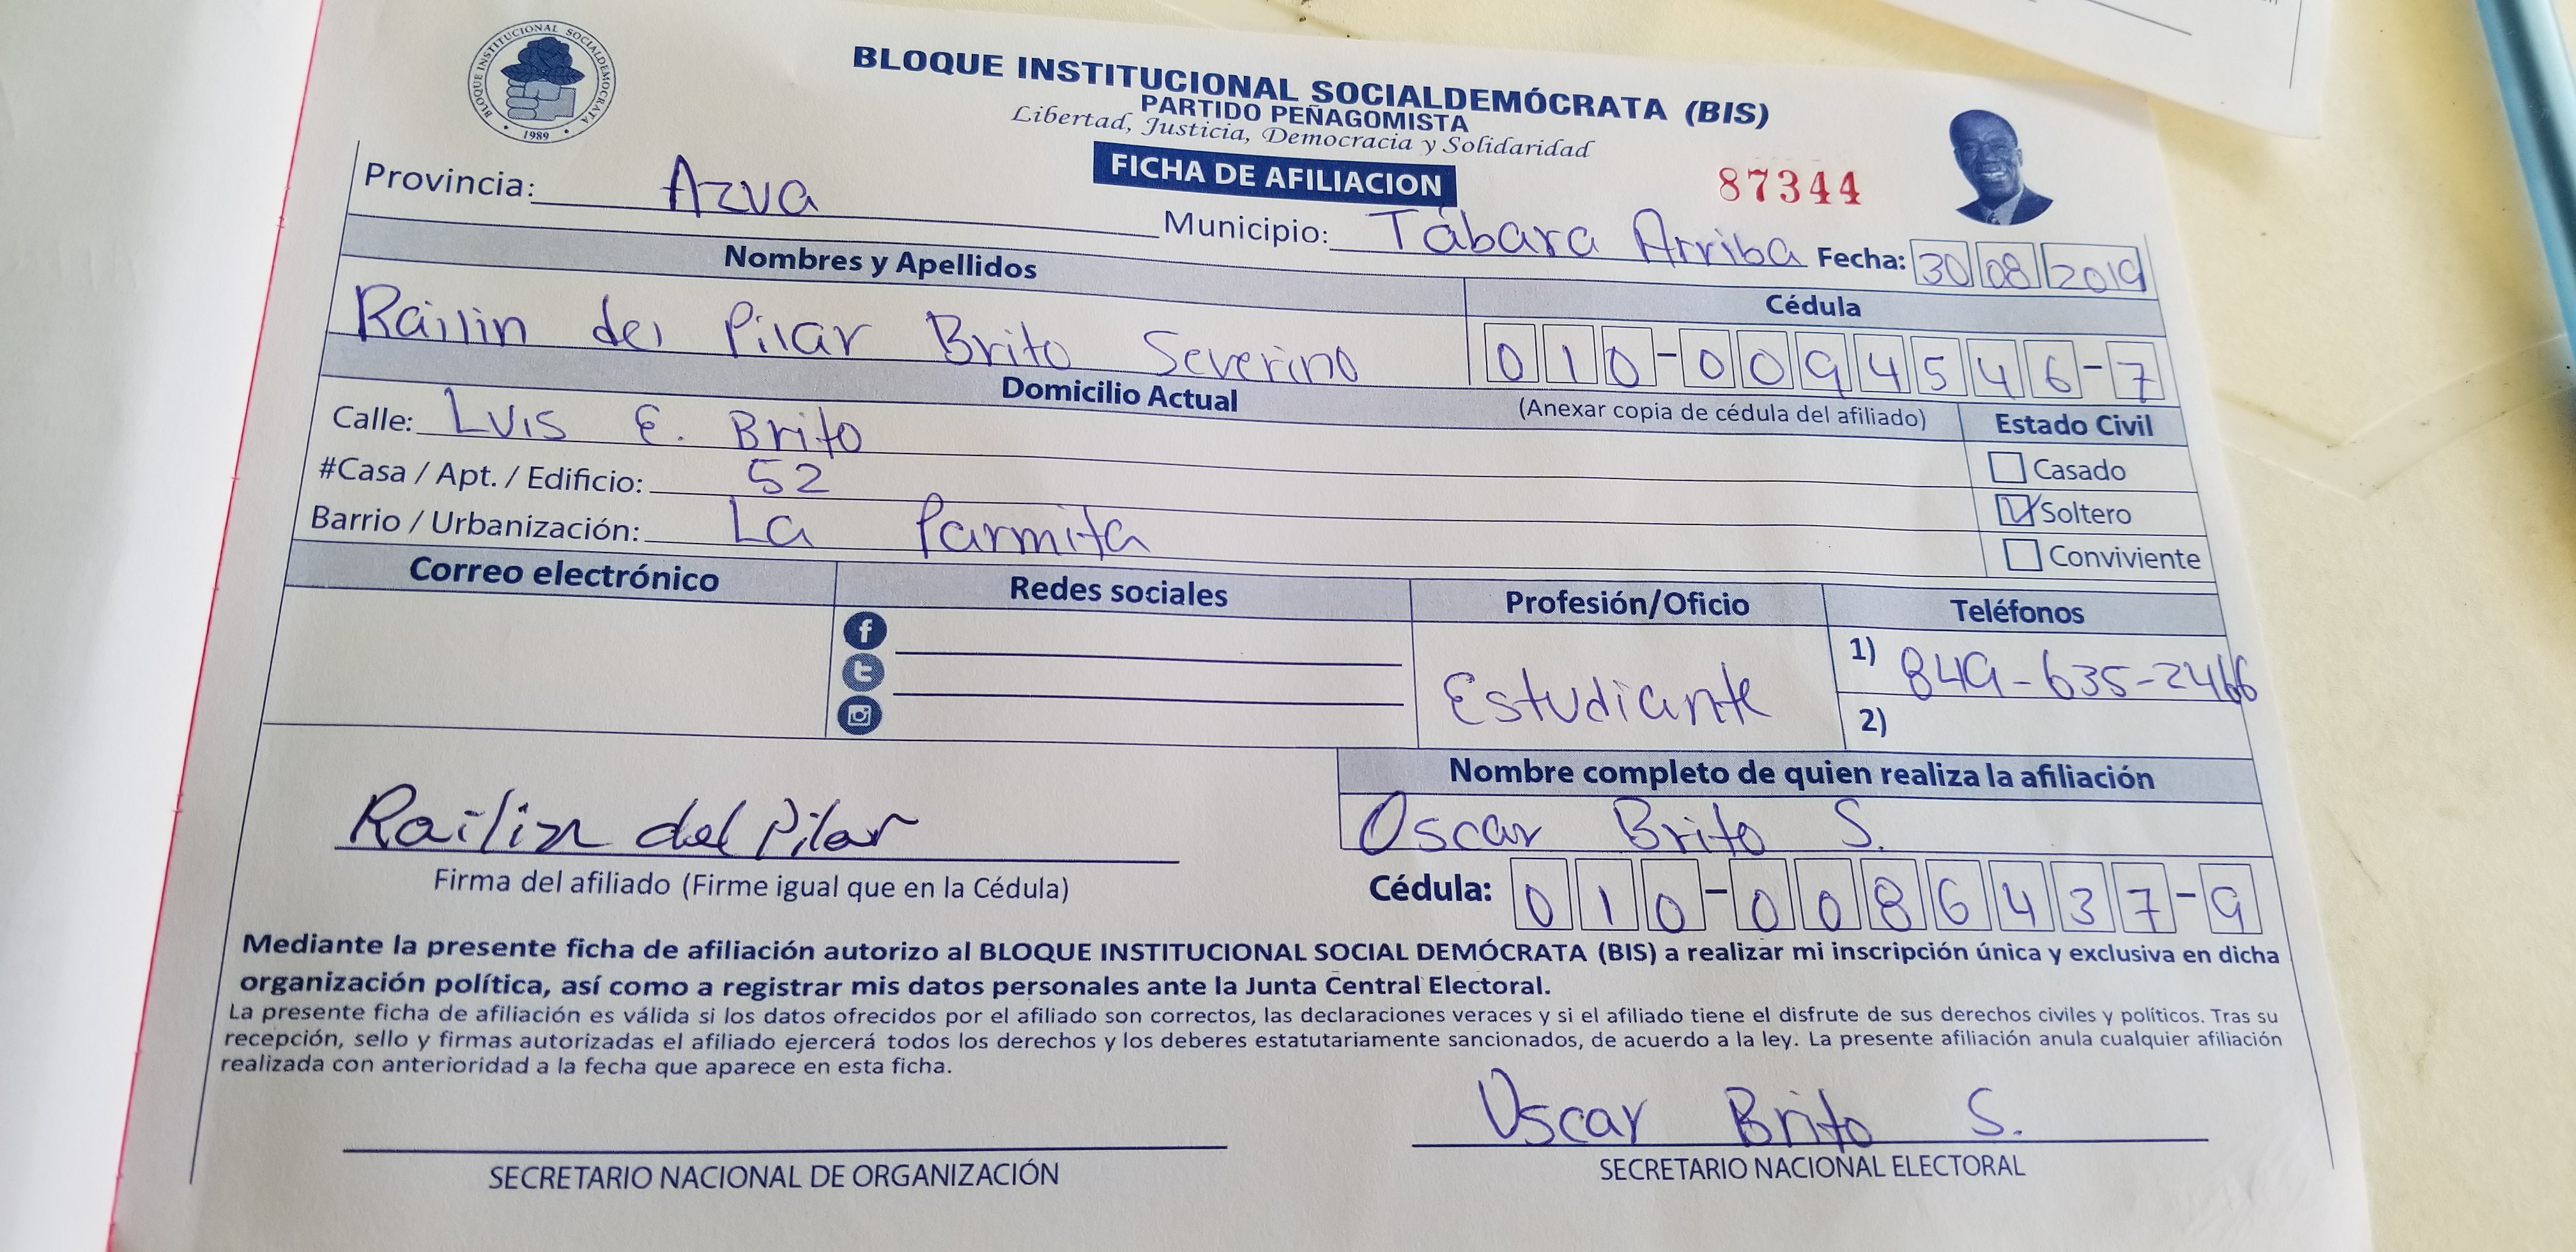 BLOQUE INSTITUCIONAL SOCIALDEMOCRATA
1989
BLOQUE INSTITUCIONAL SOCIALDEMÓCRATA (BIS)
PARTIDO PEÑAGOMISTA
Libertad, Justicia, Democracia y Solidaridad
FICHA DE AFILIACION
87344
Provincia: Azua
Municipio: Tábara Arriba Fecha: 30 08 2019
Nombres y Apellidos
Cédula
Railin del Pilar Brito Severino
010-0094546-7
Domicilio Actual
(Anexar copia de cédula del afiliado)
Estado Civil
Calle: Luis E. Brito
Casado
#Casa / Apt. / Edificio: 52
Soltero
Barrio / Urbanización: La Parmita
Conviviente
Correo electrónico
Redes sociales
Profesión/Oficio
Teléfonos
Estudiante
1) 849-635-2466
2)
Nombre completo de quien realiza la afiliación
Oscar Brito S.
Railin del Pilar
Firma del afiliado (Firme igual que en la Cédula)
Cédula: 010-0086437-9
Mediante la presente ficha de afiliación autorizo al BLOQUE INSTITUCIONAL SOCIAL DEMÓCRATA (BIS) a realizar mi inscripción única y exclusiva en dicha
organización política, así como a registrar mis datos personales ante la Junta Central Electoral.
La presente ficha de afiliación es válida si los datos ofrecidos por el afiliado son correctos, las declaraciones veraces y si el afiliado tiene el disfrute de sus derechos civiles y políticos. Tras su
recepción, sello y firmas autorizadas el afiliado ejercerá todos los derechos y los deberes estatutariamente sancionados, de acuerdo a la ley. La presente afiliación anula cualquier afiliación
realizada con anterioridad a la fecha que aparece en esta ficha.
Oscar Brito S.
SECRETARIO NACIONAL DE ORGANIZACIÓN
SECRETARIO NACIONAL ELECTORAL